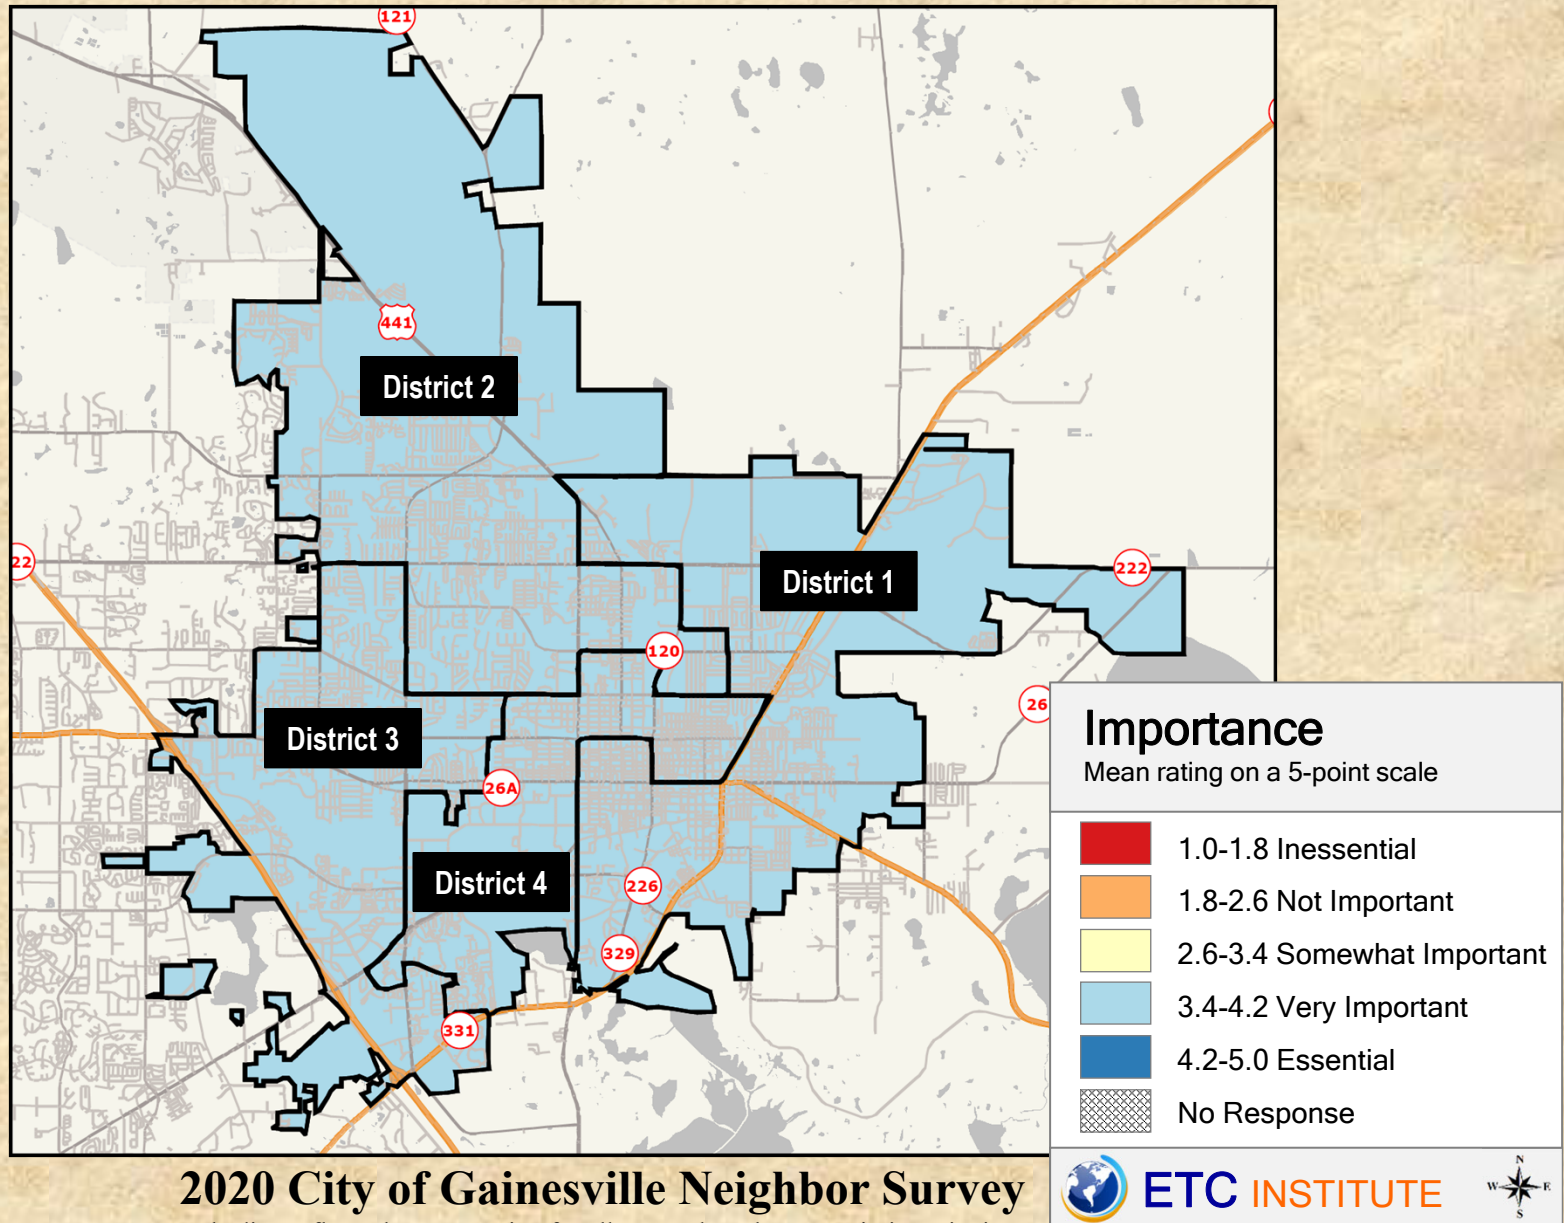 121
441
District 2
District 1
222
22
120
26
District 3
26A
District 4
226
329
331
Importance
Mean rating on a 5-point scale
1.0-1.8 Inessential
1.8-2.6 Not Important
2.6-3.4 Somewhat Important
3.4-4.2 Very Important
4.2-5.0 Essential
No Response
2020 City of Gainesville Neighbor Survey
ETC INSTITUTE
N
W E
S